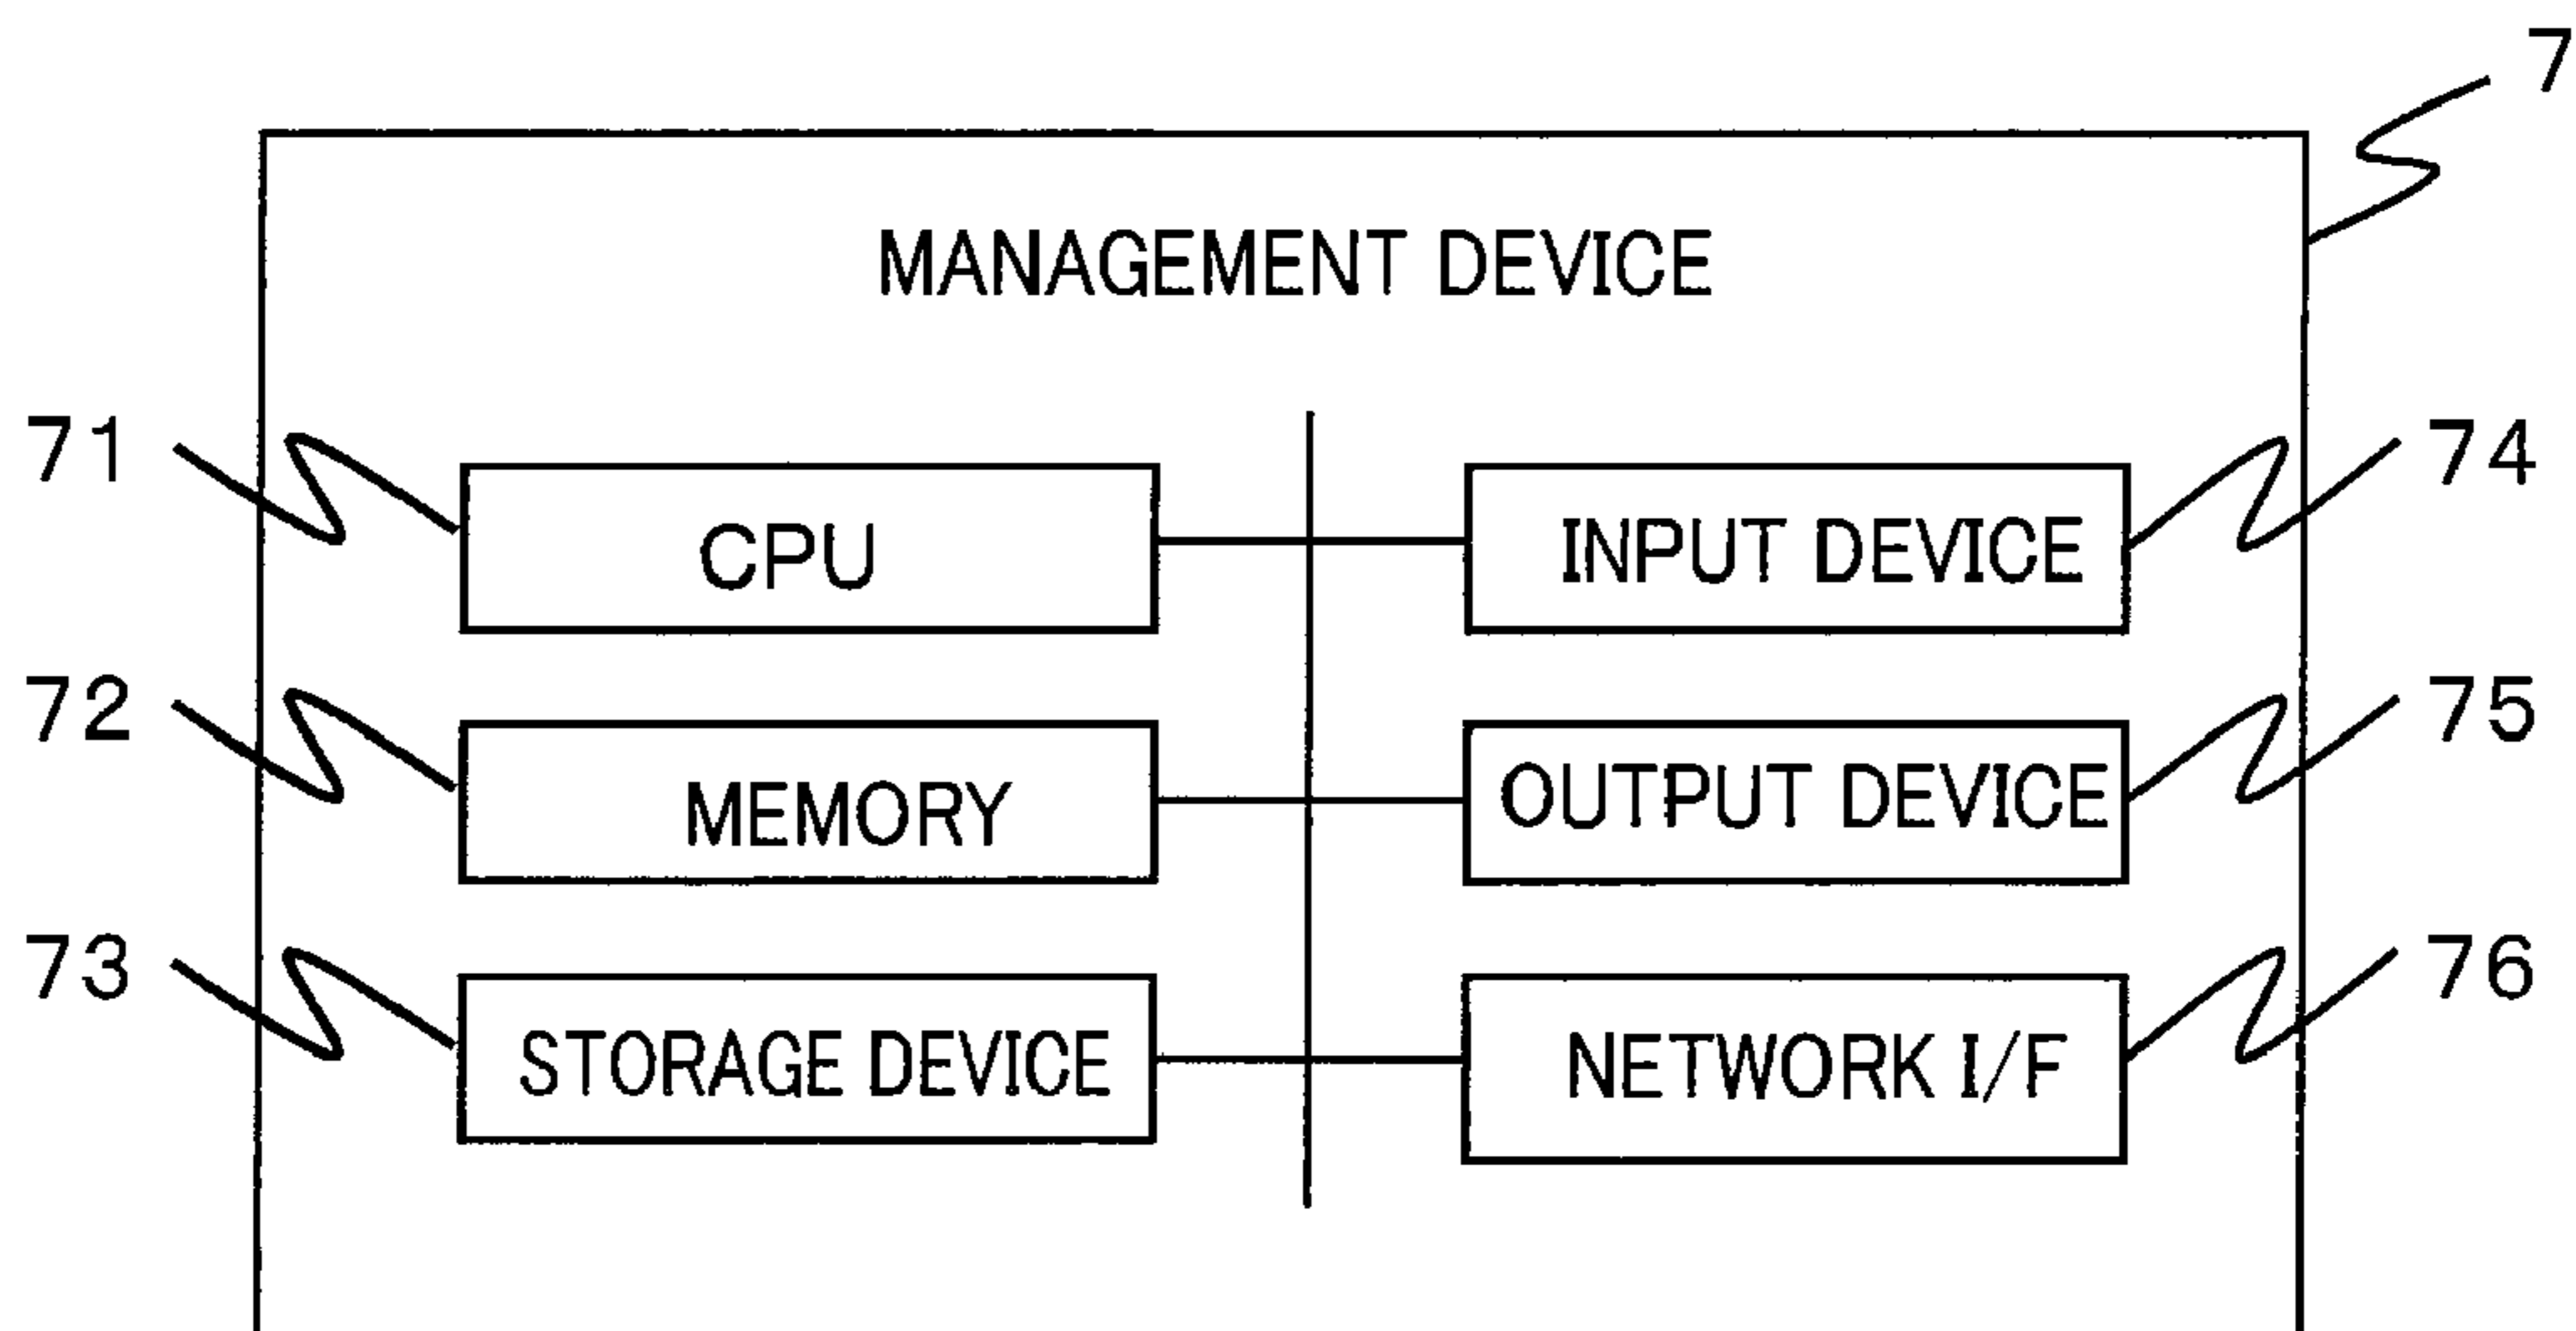 7
MANAGEMENT DEVICE
71
CPU
INPUT DEVICE
74
72
MEMORY
OUTPUT DEVICE
75
73
STORAGE DEVICE
NETWORK I/F
76